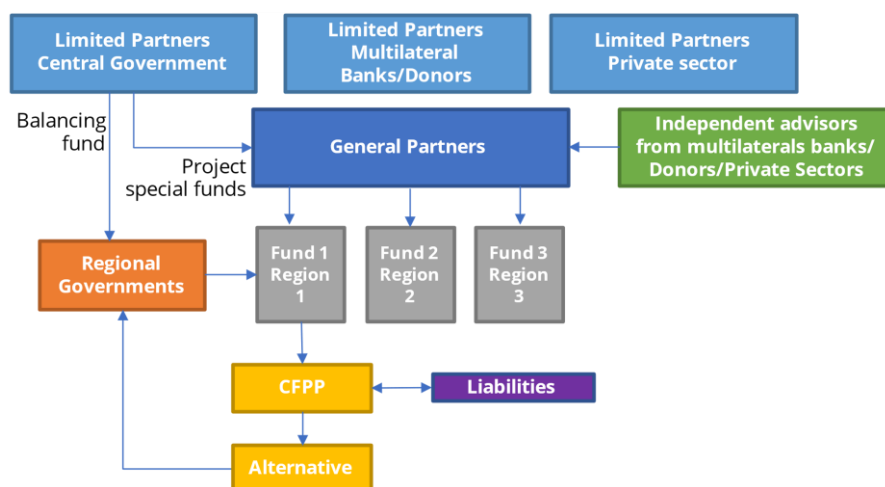 Limited Partners
Central Government
Limited Partners
Multilateral
Banks/Donors
Limited Partners
Private sector
Balancing
fund
General Partners
Independent advisors
from multilaterals banks/
Donors/Private Sectors
Project
special funds
Regional
Governments
Fund 1
Region
1
Fund 2
Region
2
Fund 3
Region
3
CFPP
Liabilities
Alternative